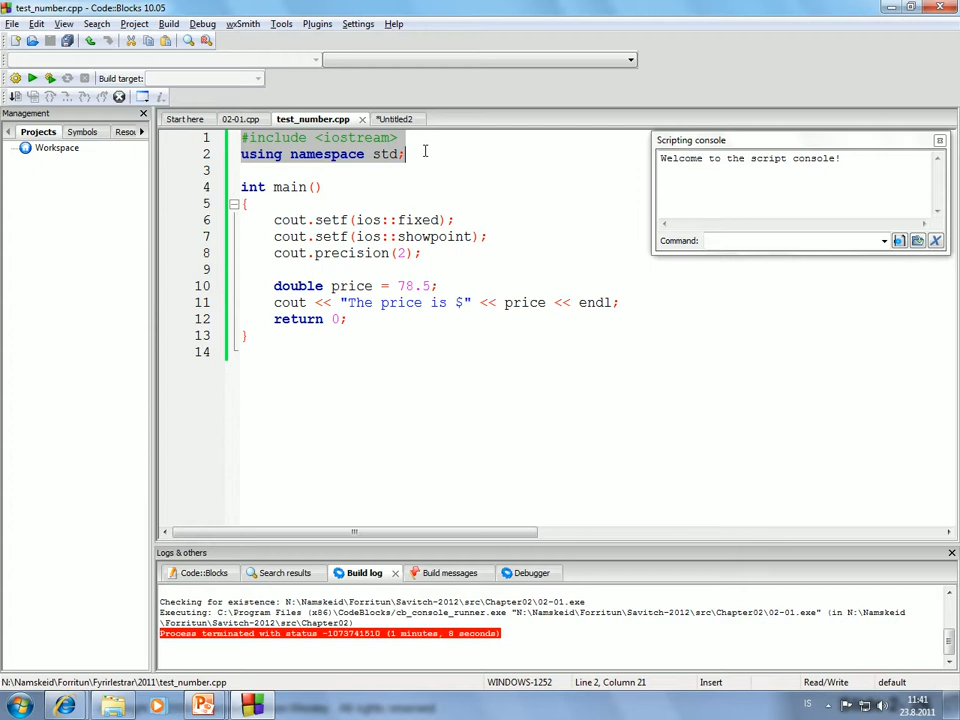 test_number.cpp - Code::Blocks 10.05
File Edit View Search Project Build Debug wxSmith Tools Plugins Settings Help
Build target:
Management
Projects Symbols Resou
Workspace
Start here 02-01.cpp test_number.cpp *Untitled2
1 #include <iostream>
2 using namespace std;
3
4 int main()
5 {
6 cout.setf(ios::fixed);
7 cout.setf(ios::showpoint);
8 cout.precision(2);
9
10 double price = 78.5;
11 cout << "The price is $" << price << endl;
12 return 0;
13 }
14
Scripting console
Welcome to the script console!
Command:
Logs & others
Code::Blocks Search results Build log Build messages Debugger
Checking for existence: N:\Namskeid\Forritun\Savitch-2012\src\Chapter02\02-01.exe
Executing: C:\Program Files (x86)\CodeBlocks/cb_console_runner.exe "N:\Namskeid\Forritun\Savitch-2012\src\Chapter02\02-01.exe" (in N:\Namskeid
\Forritun\Savitch-2012\src\Chapter02)
Process terminated with status -1073741510 (1 minutes, 8 seconds)
N:\Namskeid\Forritun\Fyrirlestrar\2011\test_number.cpp WINDOWS-1252 Line 2, Column 21 Insert Read/Write default
IS 11:41
23.8.2011